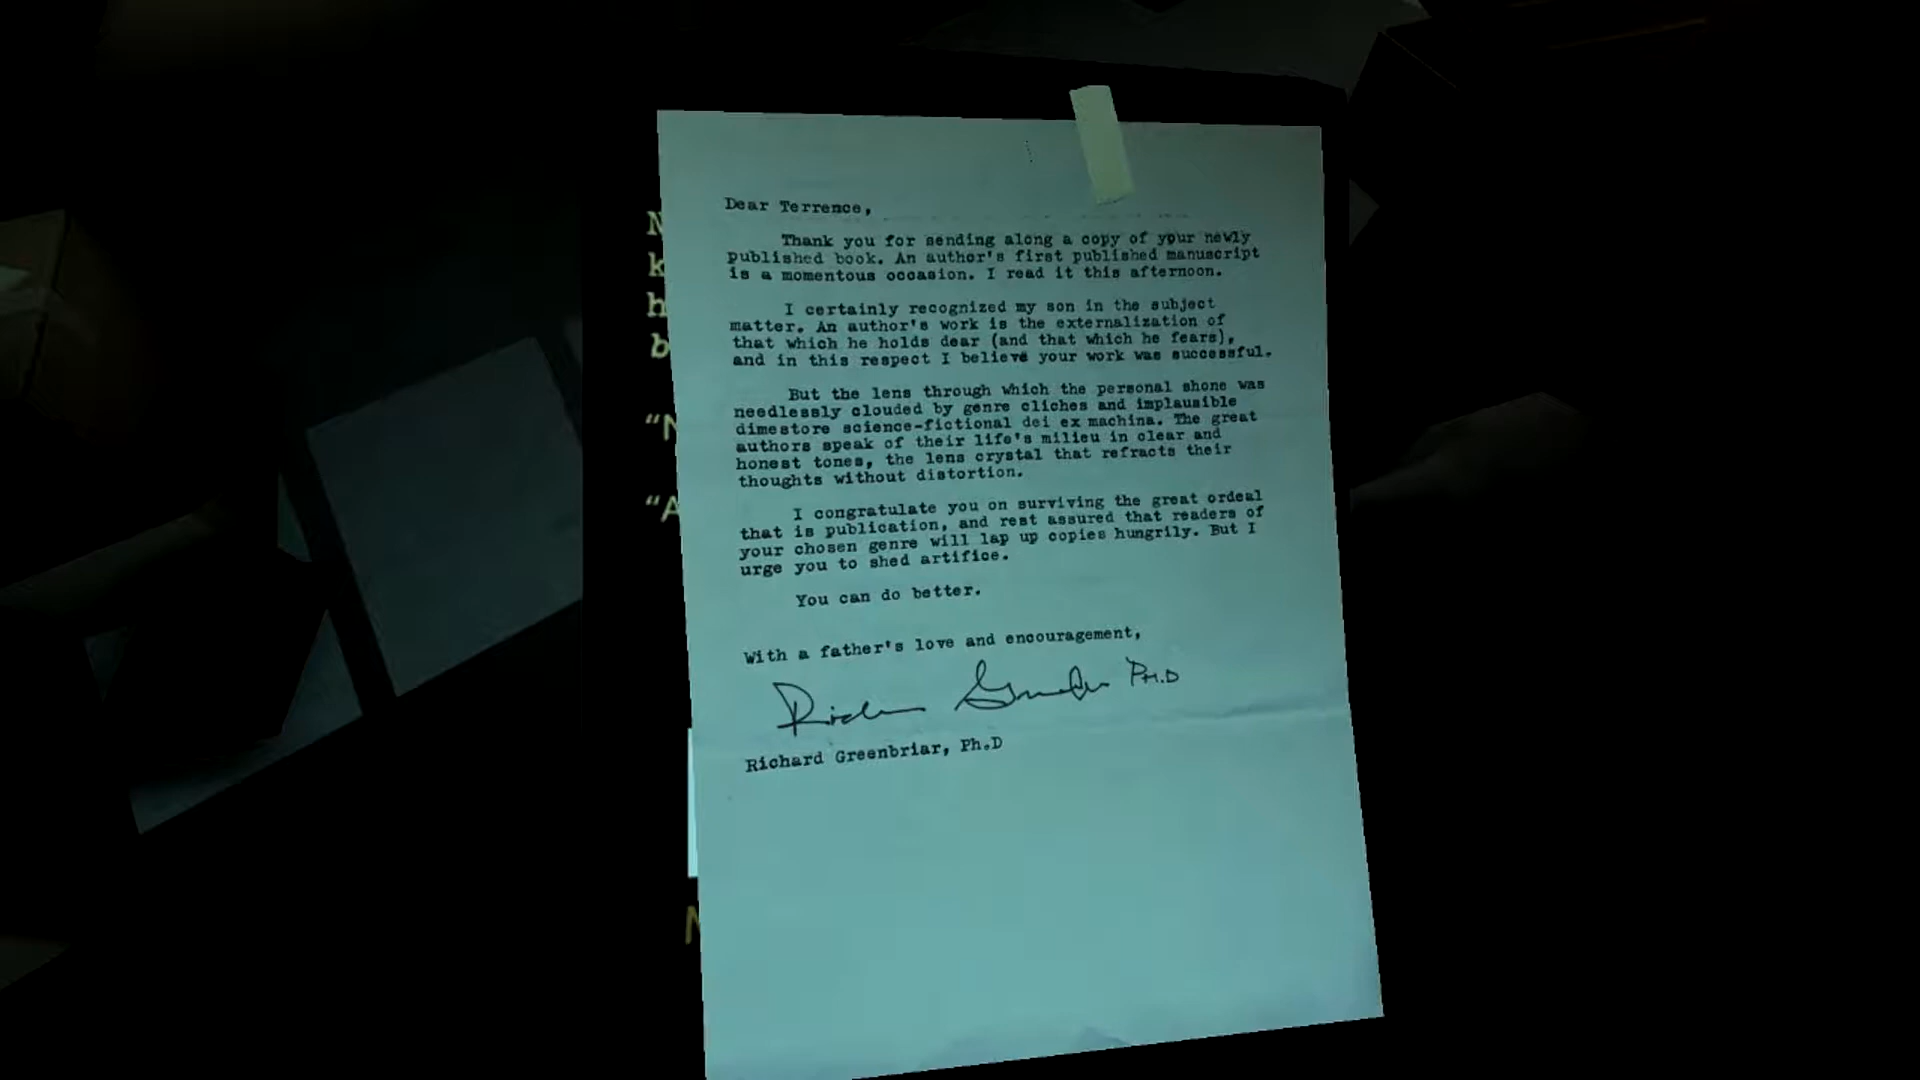 Dear Terrence,
Thank you for sending along a copy of your newly
published book. An author's first published manuscript
is a momentous occasion. I read it this afternoon.
I certainly recognized my son in the subject
matter. An author's work is the externalization of
that which he holds dear (and that which he fears),
and in this respect I believe your work was successful.
But the lens through which the personal shone was
needlessly clouded by genre cliches and implausible
dimestore science-fictional dei ex machina. The great
authors speak of their life's milieu in clear and
honest tones, the lens crystal that refracts their
thoughts without distortion.
I congratulate you on surviving the great ordeal
that is publication, and rest assured that readers of
your chosen genre will lap up copies hungrily. But I
urge you to shed artifice.
You can do better.
With a father's love and encouragement,
Richard Greenbriar PH.D
Richard Greenbriar, Ph.D
N
k
h
b
“N
“A
N